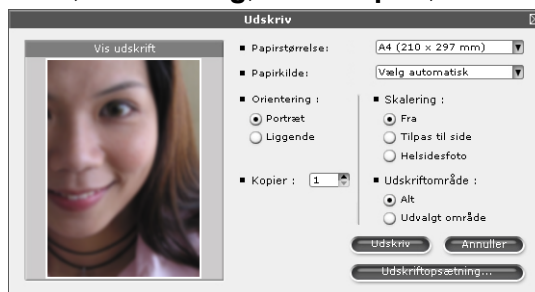 Udskriv
Vis udskrift
Papirstørrelse: A4 (210 x 297 mm)
Papirkilde: Vælg automatisk
Orientering :
Portræt
Liggende
Kopier : 1
Skalering :
Fra
Tilpas til side
Helsidesfoto
Udskriftområde :
Alt
Udvalgt område
Udskriv Annuller
Udskriftopsætning...